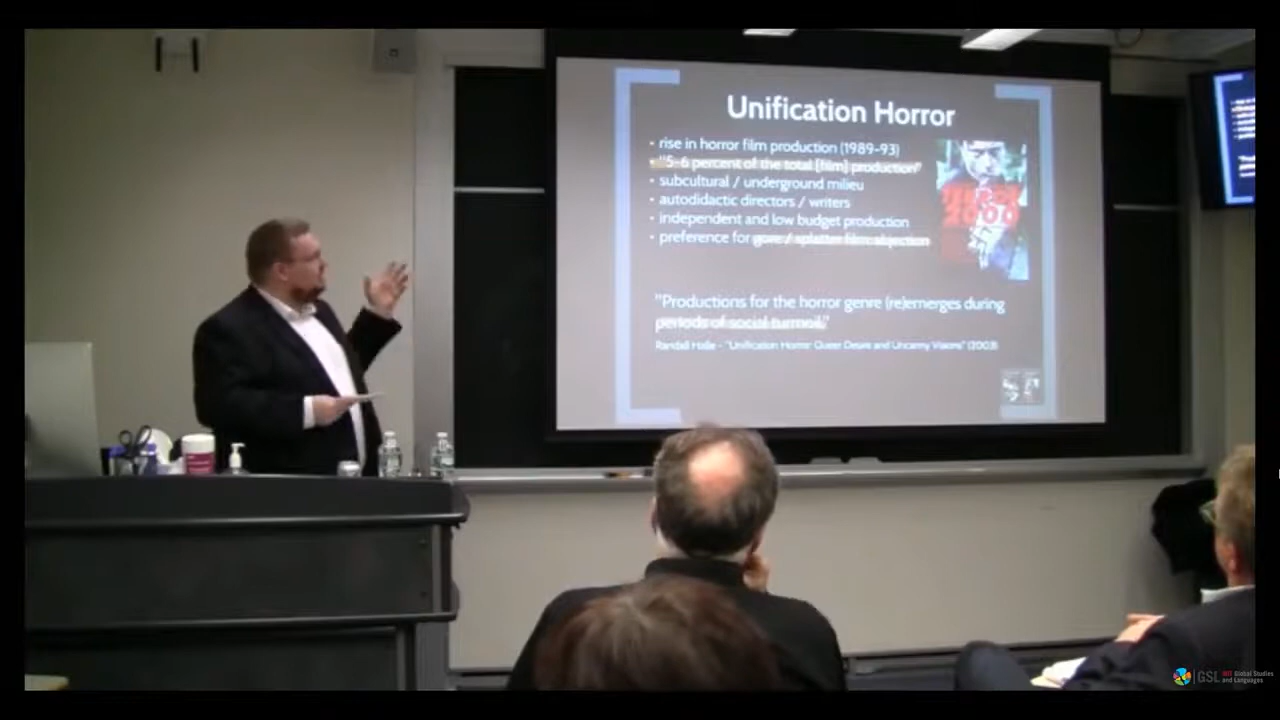 Unification Horror
• rise in horror film production (1989-93)
• "5-6 percent of the total [film] production"
• subcultural / underground milieu
• autodidactic directors / writers
• independent and low budget production
• preference for gore / splatter film abjection
"Productions for the horror genre (re)emerges during
periods of social turmoil."
Randall Halle - "Unification Horror: Queer Desire and Uncanny Visions" (2003)
GSL MIT Global Studies
and Languages